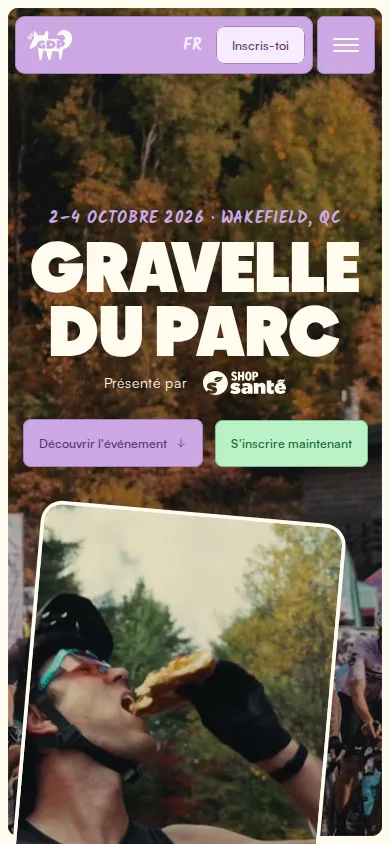 GDP
FR
Inscris-toi
2–4 OCTOBRE 2026 · WAKEFIELD, QC
GRAVELLE
DU PARC
Présenté par
SHOP
santé
Découvrir l'événement ↓
S'inscrire maintenant